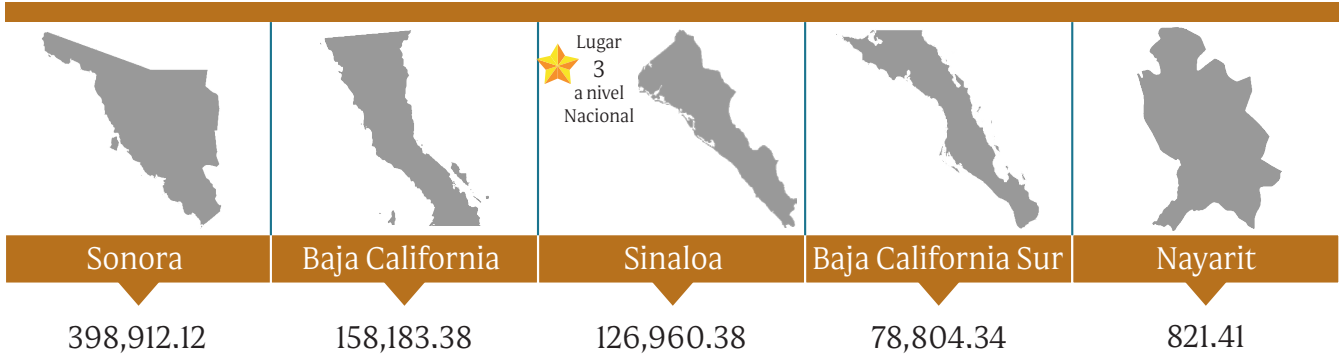 Lugar
3
a nivel
Nacional
Sonora
Baja California
Sinaloa
Baja California Sur
Nayarit
398,912.12
158,183.38
126,960.38
78,804.34
821.41